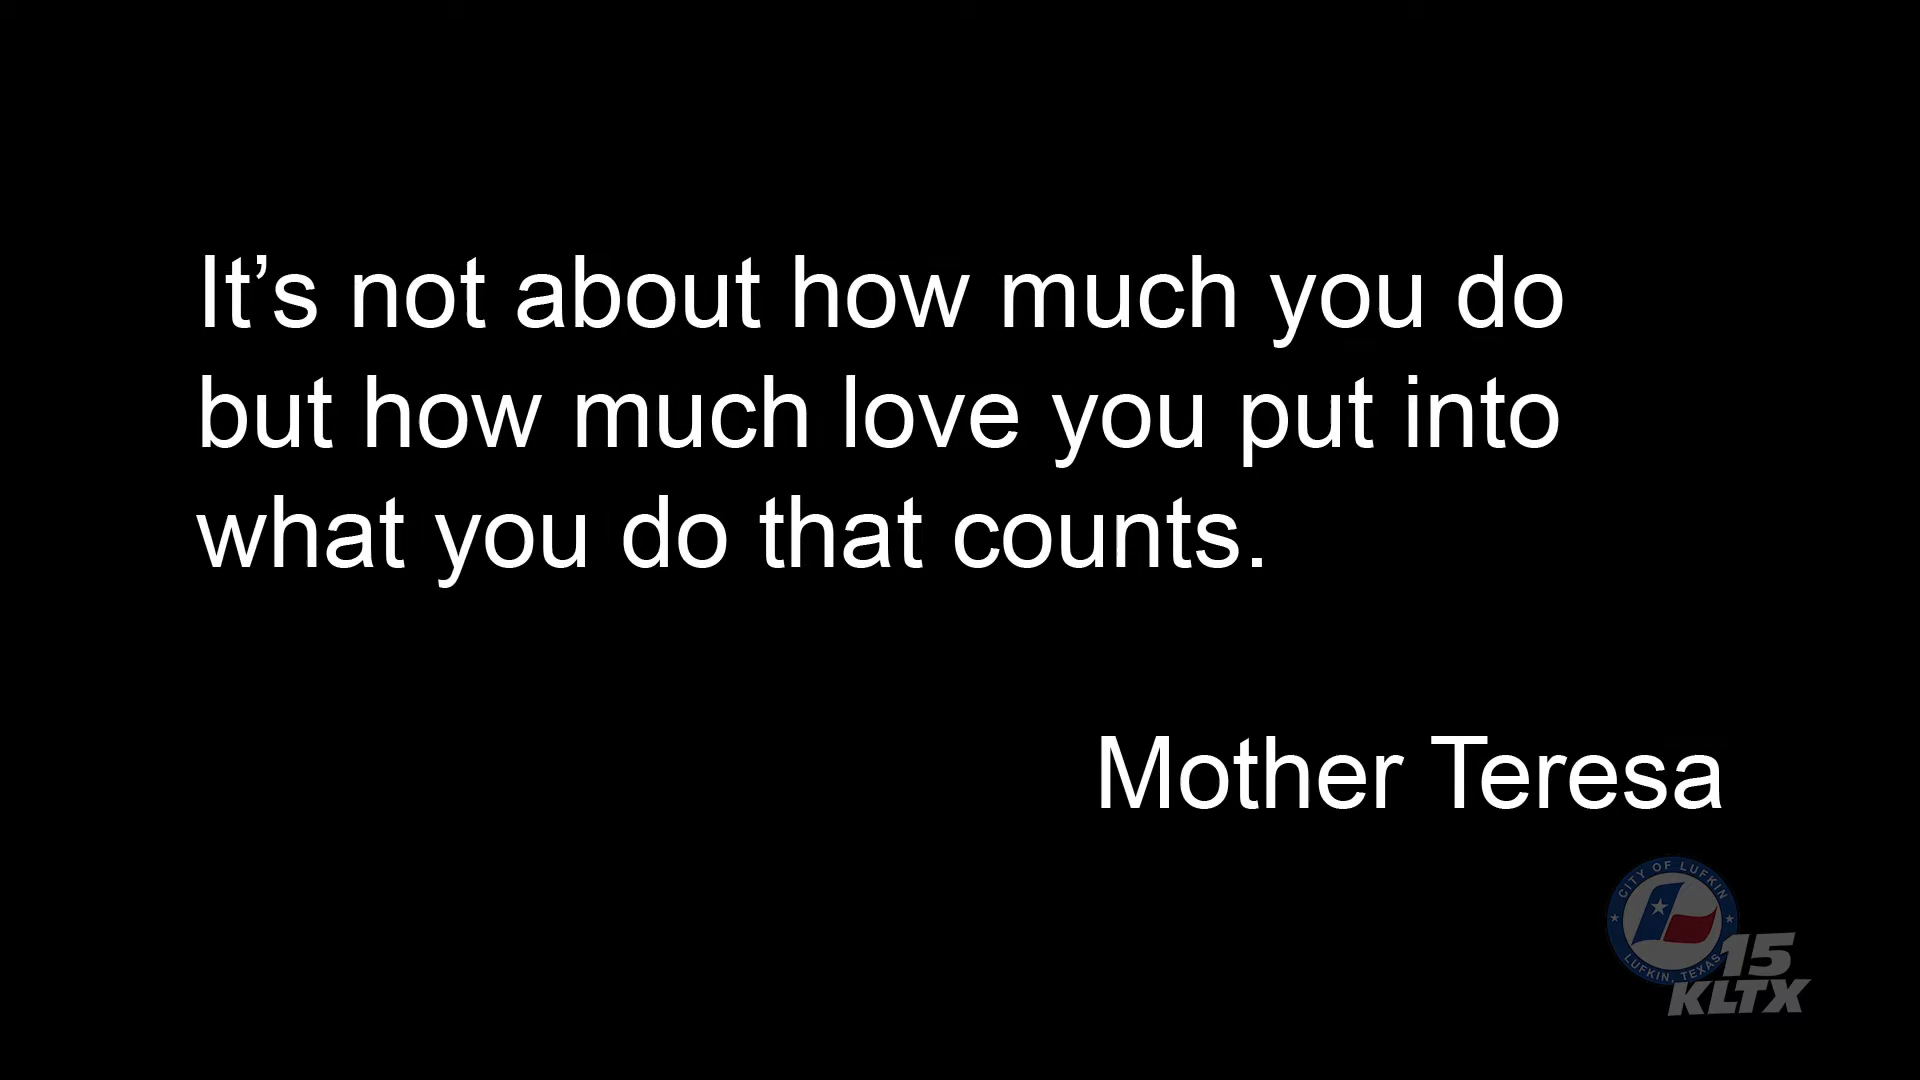 It’s not about how much you do
but how much love you put into
what you do that counts.
Mother Teresa
CITY OF LUFKIN
LUFKIN, TEXAS
15
KLTX